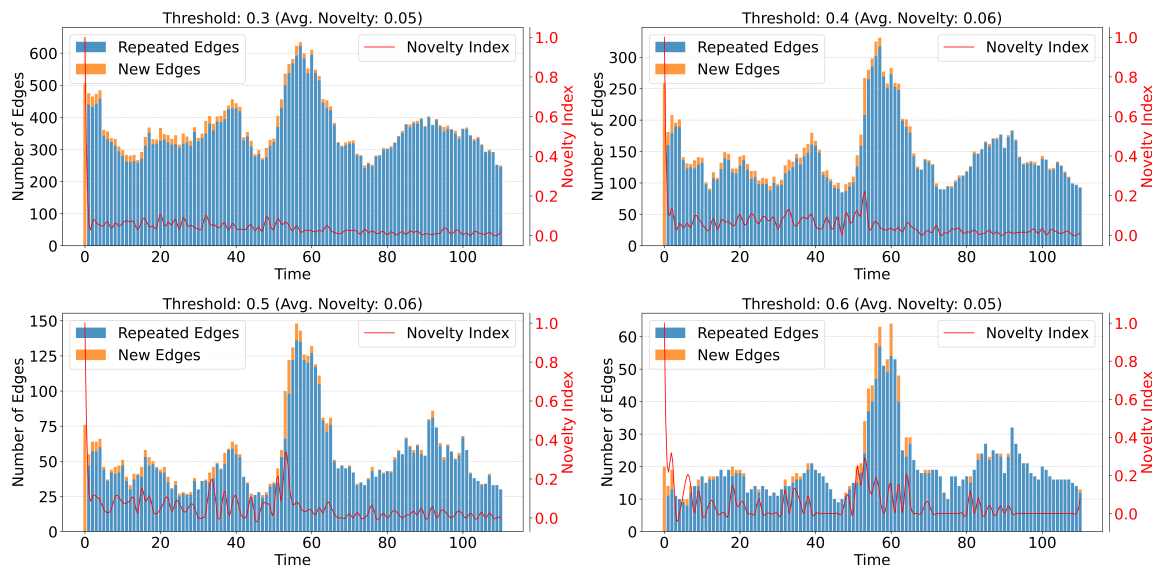 Threshold: 0.3 (Avg. Novelty: 0.05)
Repeated Edges
New Edges
Novelty Index
Number of Edges
600
500
400
300
200
100
0
1.0
0.8
0.6
0.4
0.2
0.0
Novelty Index
0 20 40 60 80 100
Time
Threshold: 0.4 (Avg. Novelty: 0.06)
Repeated Edges
New Edges
Novelty Index
Number of Edges
300
250
200
150
100
50
0
1.0
0.8
0.6
0.4
0.2
0.0
Novelty Index
0 20 40 60 80 100
Time
Threshold: 0.5 (Avg. Novelty: 0.06)
Repeated Edges
New Edges
Novelty Index
Number of Edges
150
125
100
75
50
25
0
1.0
0.8
0.6
0.4
0.2
0.0
Novelty Index
0 20 40 60 80 100
Time
Threshold: 0.6 (Avg. Novelty: 0.05)
Repeated Edges
New Edges
Novelty Index
Number of Edges
60
50
40
30
20
10
0
1.0
0.8
0.6
0.4
0.2
0.0
Novelty Index
0 20 40 60 80 100
Time